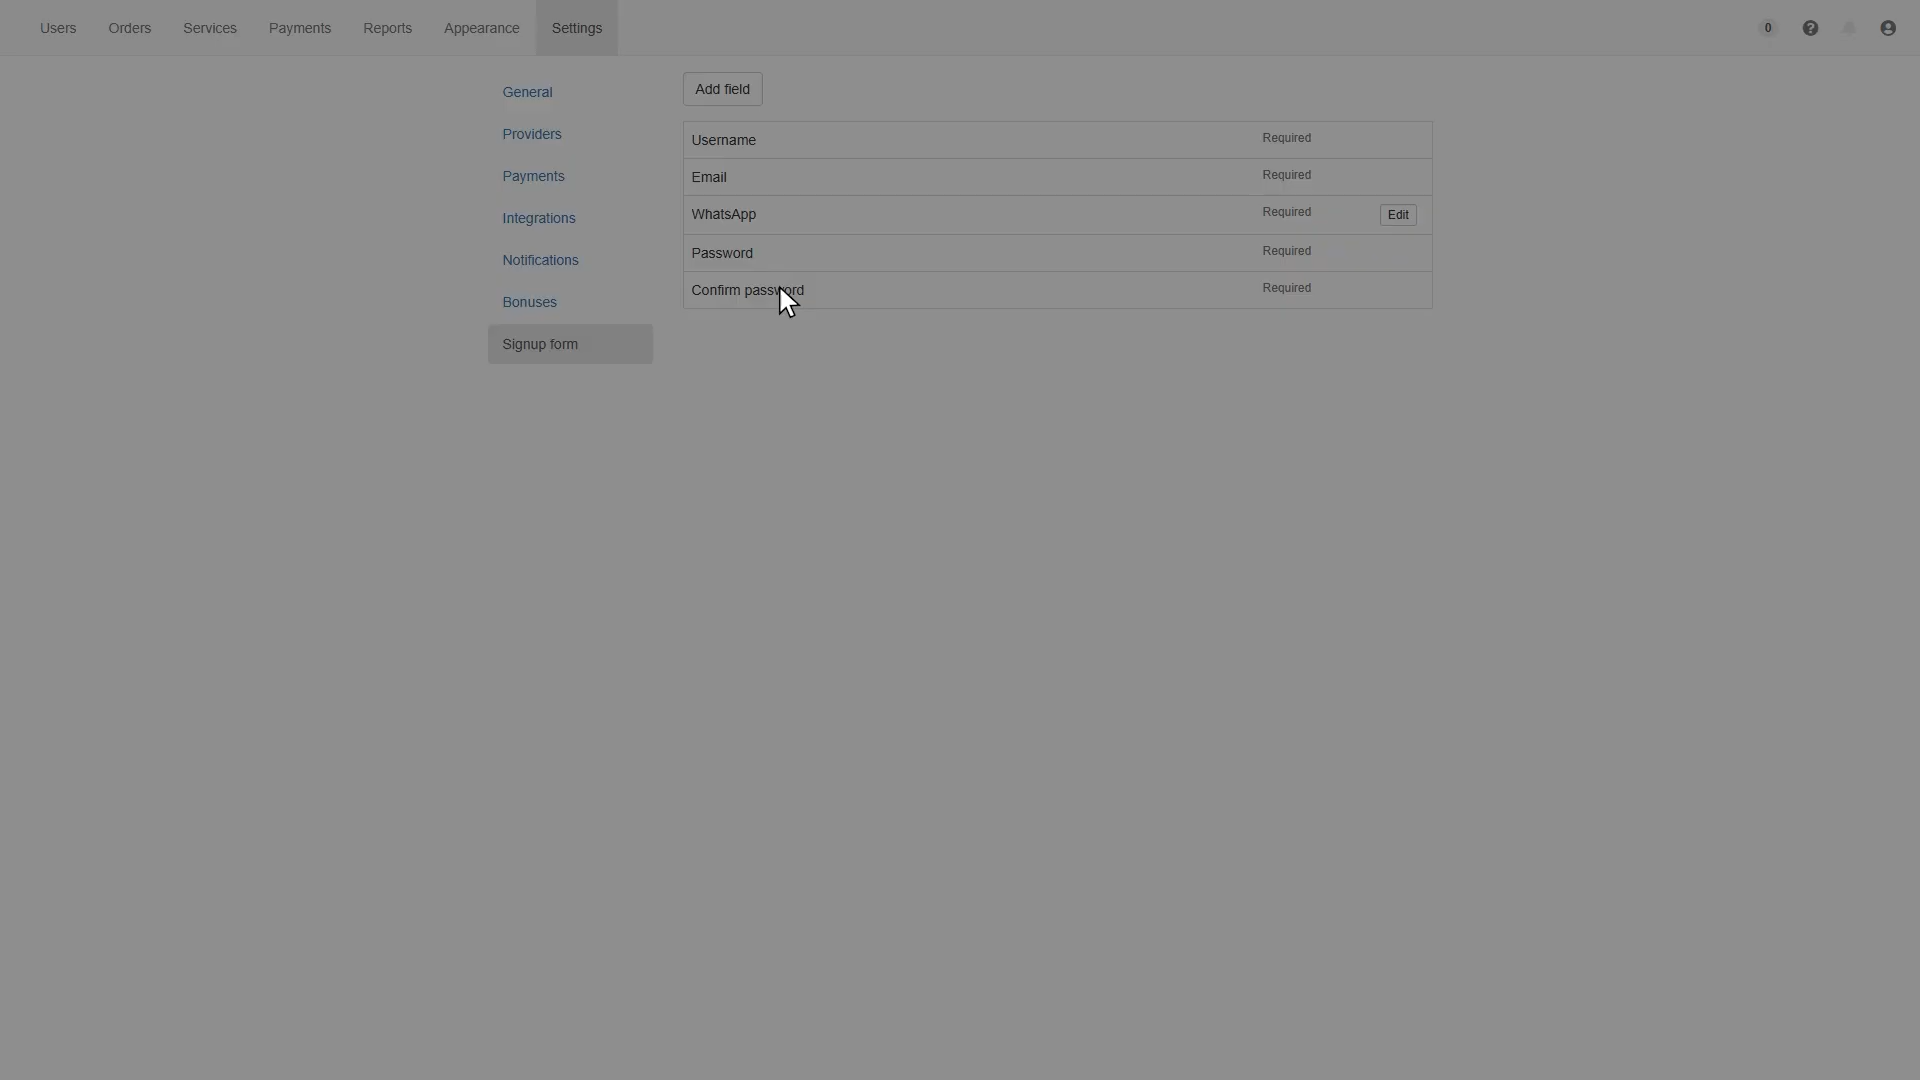 Users Orders Services Payments Reports Appearance Settings 0
General
Providers
Payments
Integrations
Notifications
Bonuses
Signup form
Add field
Username Required
Email Required
WhatsApp Required Edit
Password Required
Confirm password Required